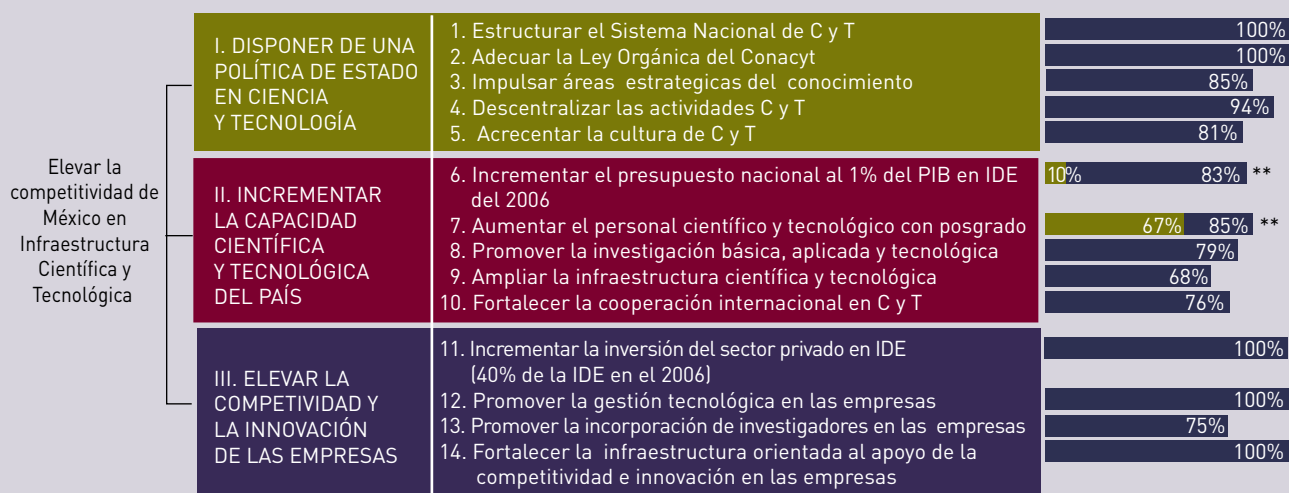 Elevar la
competitividad de
México en
Infraestructura
Científica y
Tecnológica
I. DISPONER DE UNA
POLÍTICA DE ESTADO
EN CIENCIA
Y TECNOLOGÍA
1. Estructurar el Sistema Nacional de C y T
100%
2. Adecuar la Ley Orgánica del Conacyt
100%
3. Impulsar áreas estrategicas del conocimiento
85%
4. Descentralizar las actividades C y T
94%
5. Acrecentar la cultura de C y T
81%
II. INCREMENTAR
LA CAPACIDAD
CIENTÍFICA
Y TECNOLÓGICA
DEL PAÍS
6. Incrementar el presupuesto nacional al 1% del PIB en IDE
del 2006
10% 83% **
7. Aumentar el personal científico y tecnológico con posgrado
67% 85% **
8. Promover la investigación básica, aplicada y tecnológica
79%
9. Ampliar la infraestructura científica y tecnológica
68%
10. Fortalecer la cooperación internacional en C y T
76%
III. ELEVAR LA
COMPETIVIDAD Y
LA INNOVACIÓN
DE LAS EMPRESAS
11. Incrementar la inversión del sector privado en IDE
(40% de la IDE en el 2006)
100%
12. Promover la gestión tecnológica en las empresas
100%
13. Promover la incorporación de investigadores en las empresas
75%
14. Fortalecer la infraestructura orientada al apoyo de la
competitividad e innovación en las empresas
100%